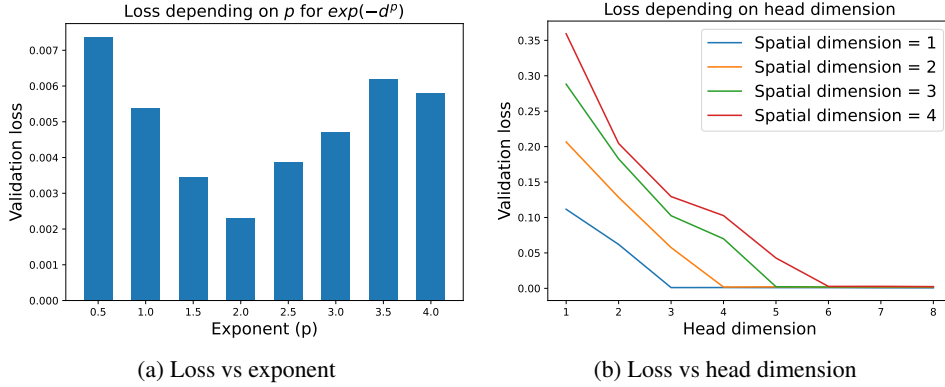 Loss depending on p for exp(−d^p)
Validation loss
0.007
0.006
0.005
0.004
0.003
0.002
0.001
0.000
0.5 1.0 1.5 2.0 2.5 3.0 3.5 4.0
Exponent (p)
(a) Loss vs exponent
Loss depending on head dimension
Spatial dimension = 1
Spatial dimension = 2
Spatial dimension = 3
Spatial dimension = 4
Validation loss
0.35
0.30
0.25
0.20
0.15
0.10
0.05
0.00
1 2 3 4 5 6 7 8
Head dimension
(b) Loss vs head dimension